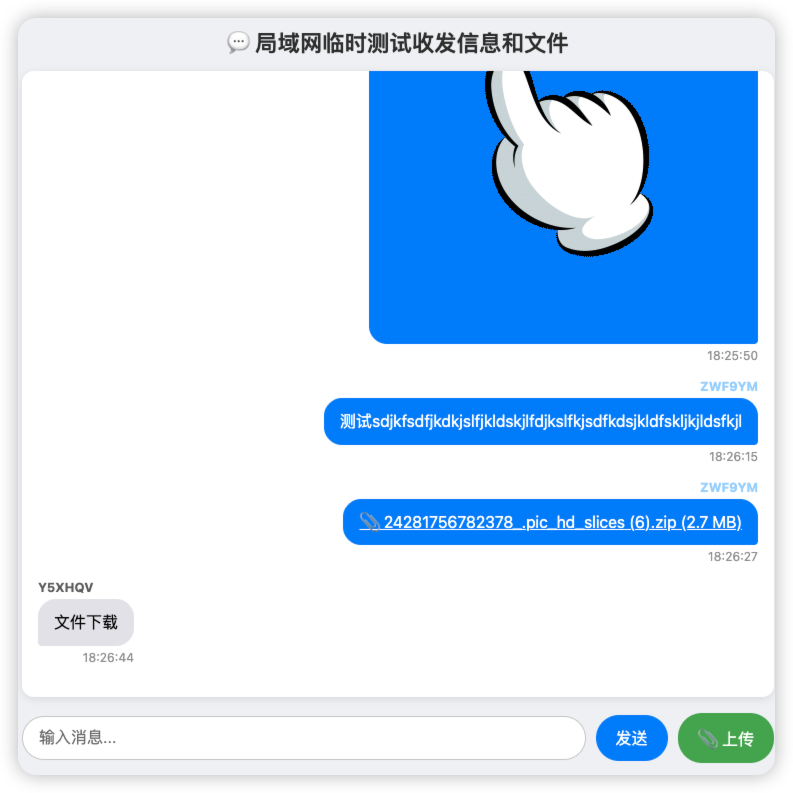 💬 局域网临时测试收发信息和文件
18:25:50
ZWF9YM
测试sdjkfsdfjkdkjslfjkldskjlfdjkslfkjsdfkdsjkldfskljkjldsfkjl
18:26:15
ZWF9YM
📎 24281756782378_.pic_hd_slices (6).zip (2.7 MB)
18:26:27
Y5XHQV
文件下载
18:26:44
输入消息...
发送
📎 上传